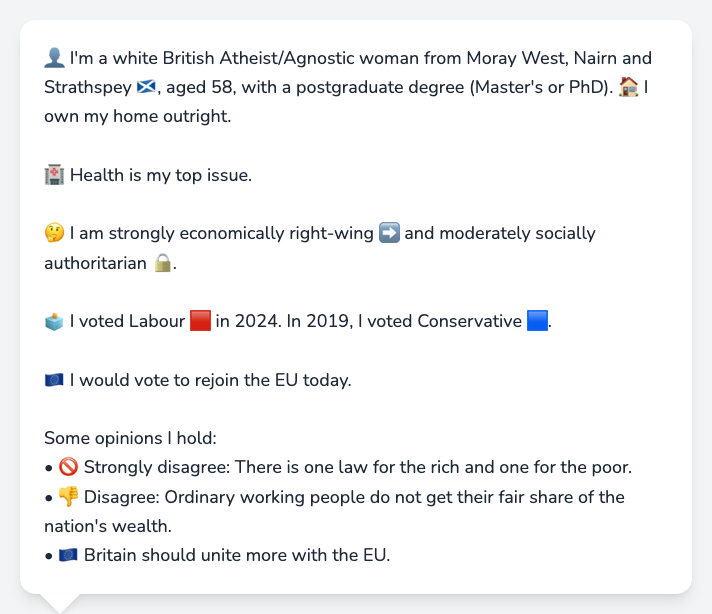 👤 I'm a white British Atheist/Agnostic woman from Moray West, Nairn and
Strathspey 🏴󠁧󠁢󠁳󠁣󠁴󠁿, aged 58, with a postgraduate degree (Master's or PhD). 🏠 I
own my home outright.
🏥 Health is my top issue.
🤔 I am strongly economically right-wing ➡️ and moderately socially
authoritarian 🔒.
🗳️ I voted Labour 🟥 in 2024. In 2019, I voted Conservative 🟦.
🇪🇺 I would vote to rejoin the EU today.
Some opinions I hold:
• 🚫 Strongly disagree: There is one law for the rich and one for the poor.
• 👎 Disagree: Ordinary working people do not get their fair share of the
nation's wealth.
• 🇪🇺 Britain should unite more with the EU.